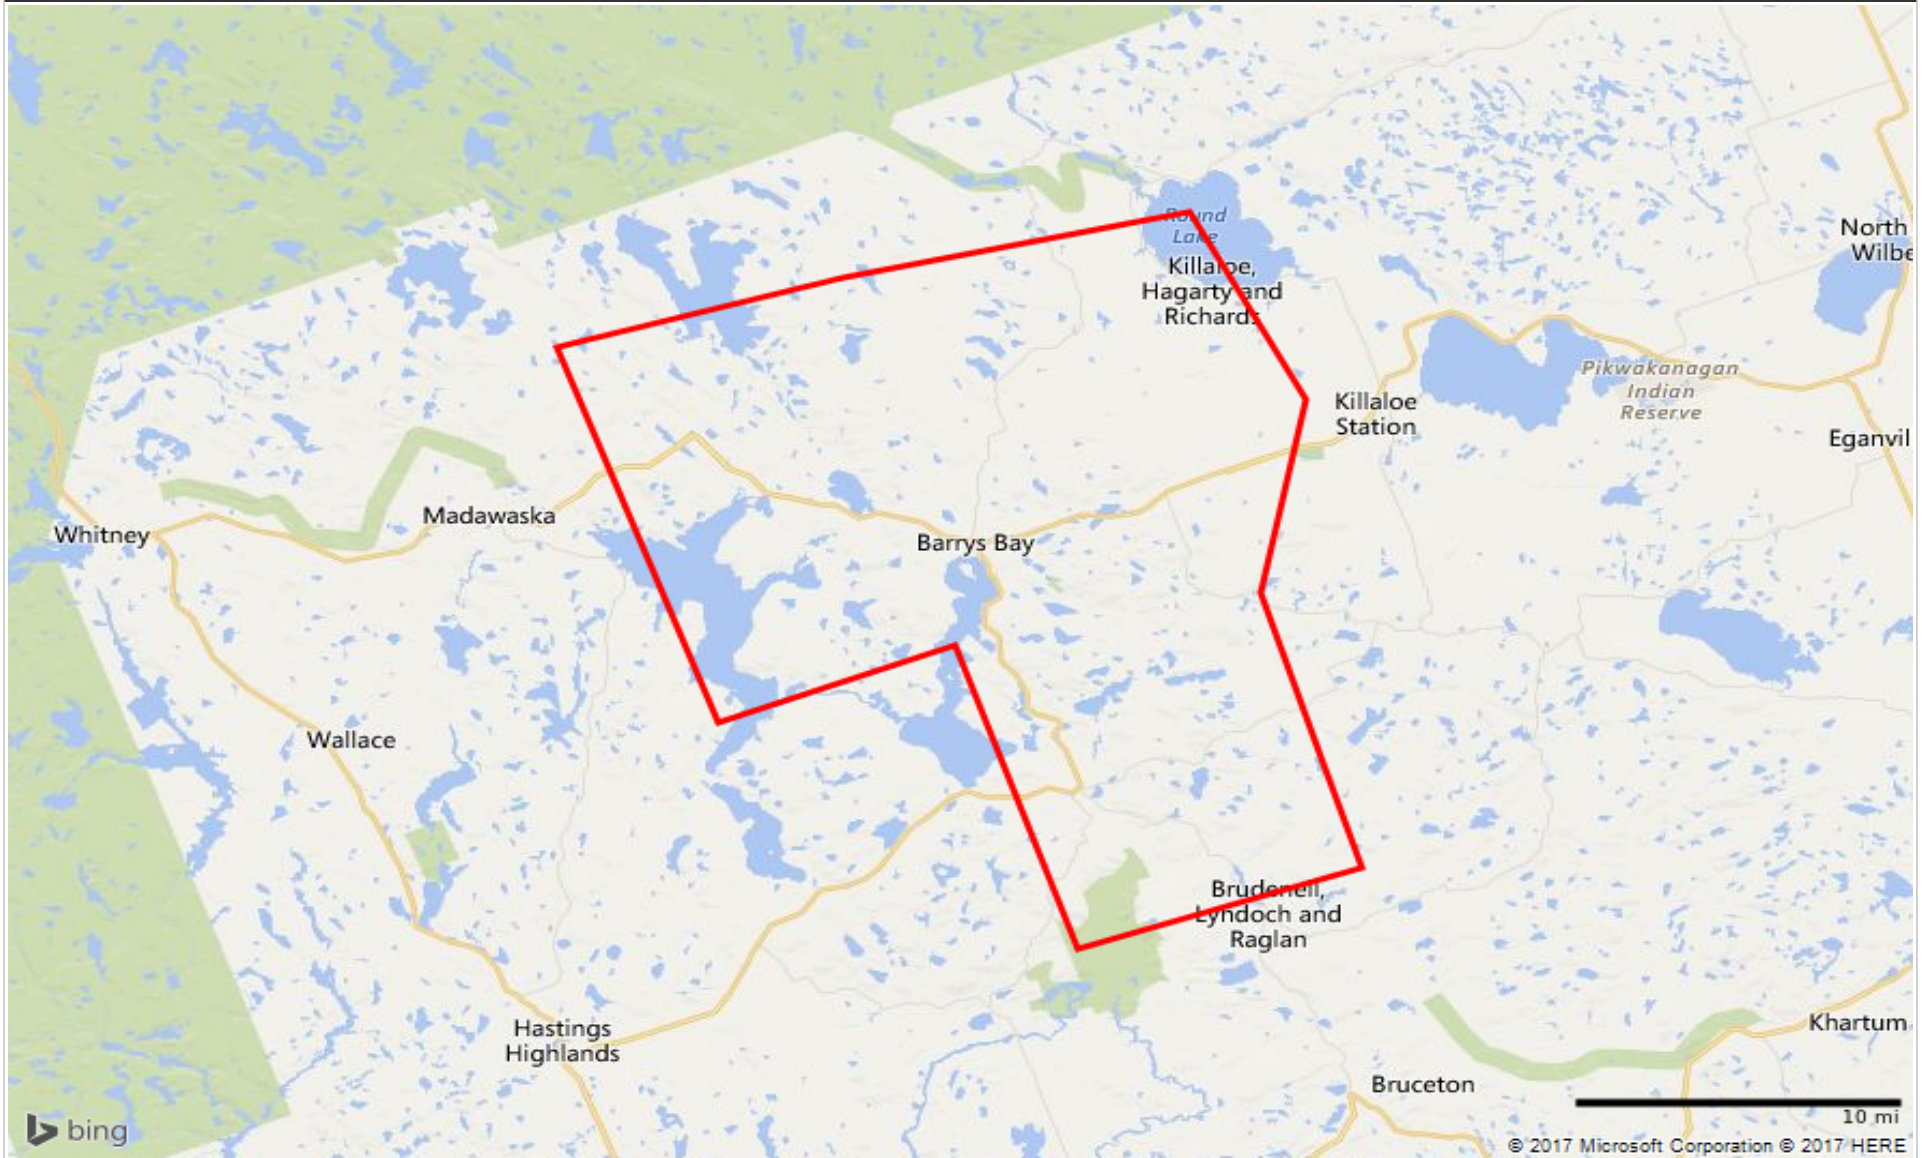 Round
Lake
Killaloe,
Hagarty and
Richards
North
Wilbe
Pikwakanagan
Indian
Reserve
Killaloe
Station
Eganvil
Madawaska
Whitney
Barrys Bay
Wallace
Brudenell,
Lyndoch and
Raglan
Hastings
Highlands
Khartum
Bruceton
10 mi
bing
© 2017 Microsoft Corporation © 2017 HERE